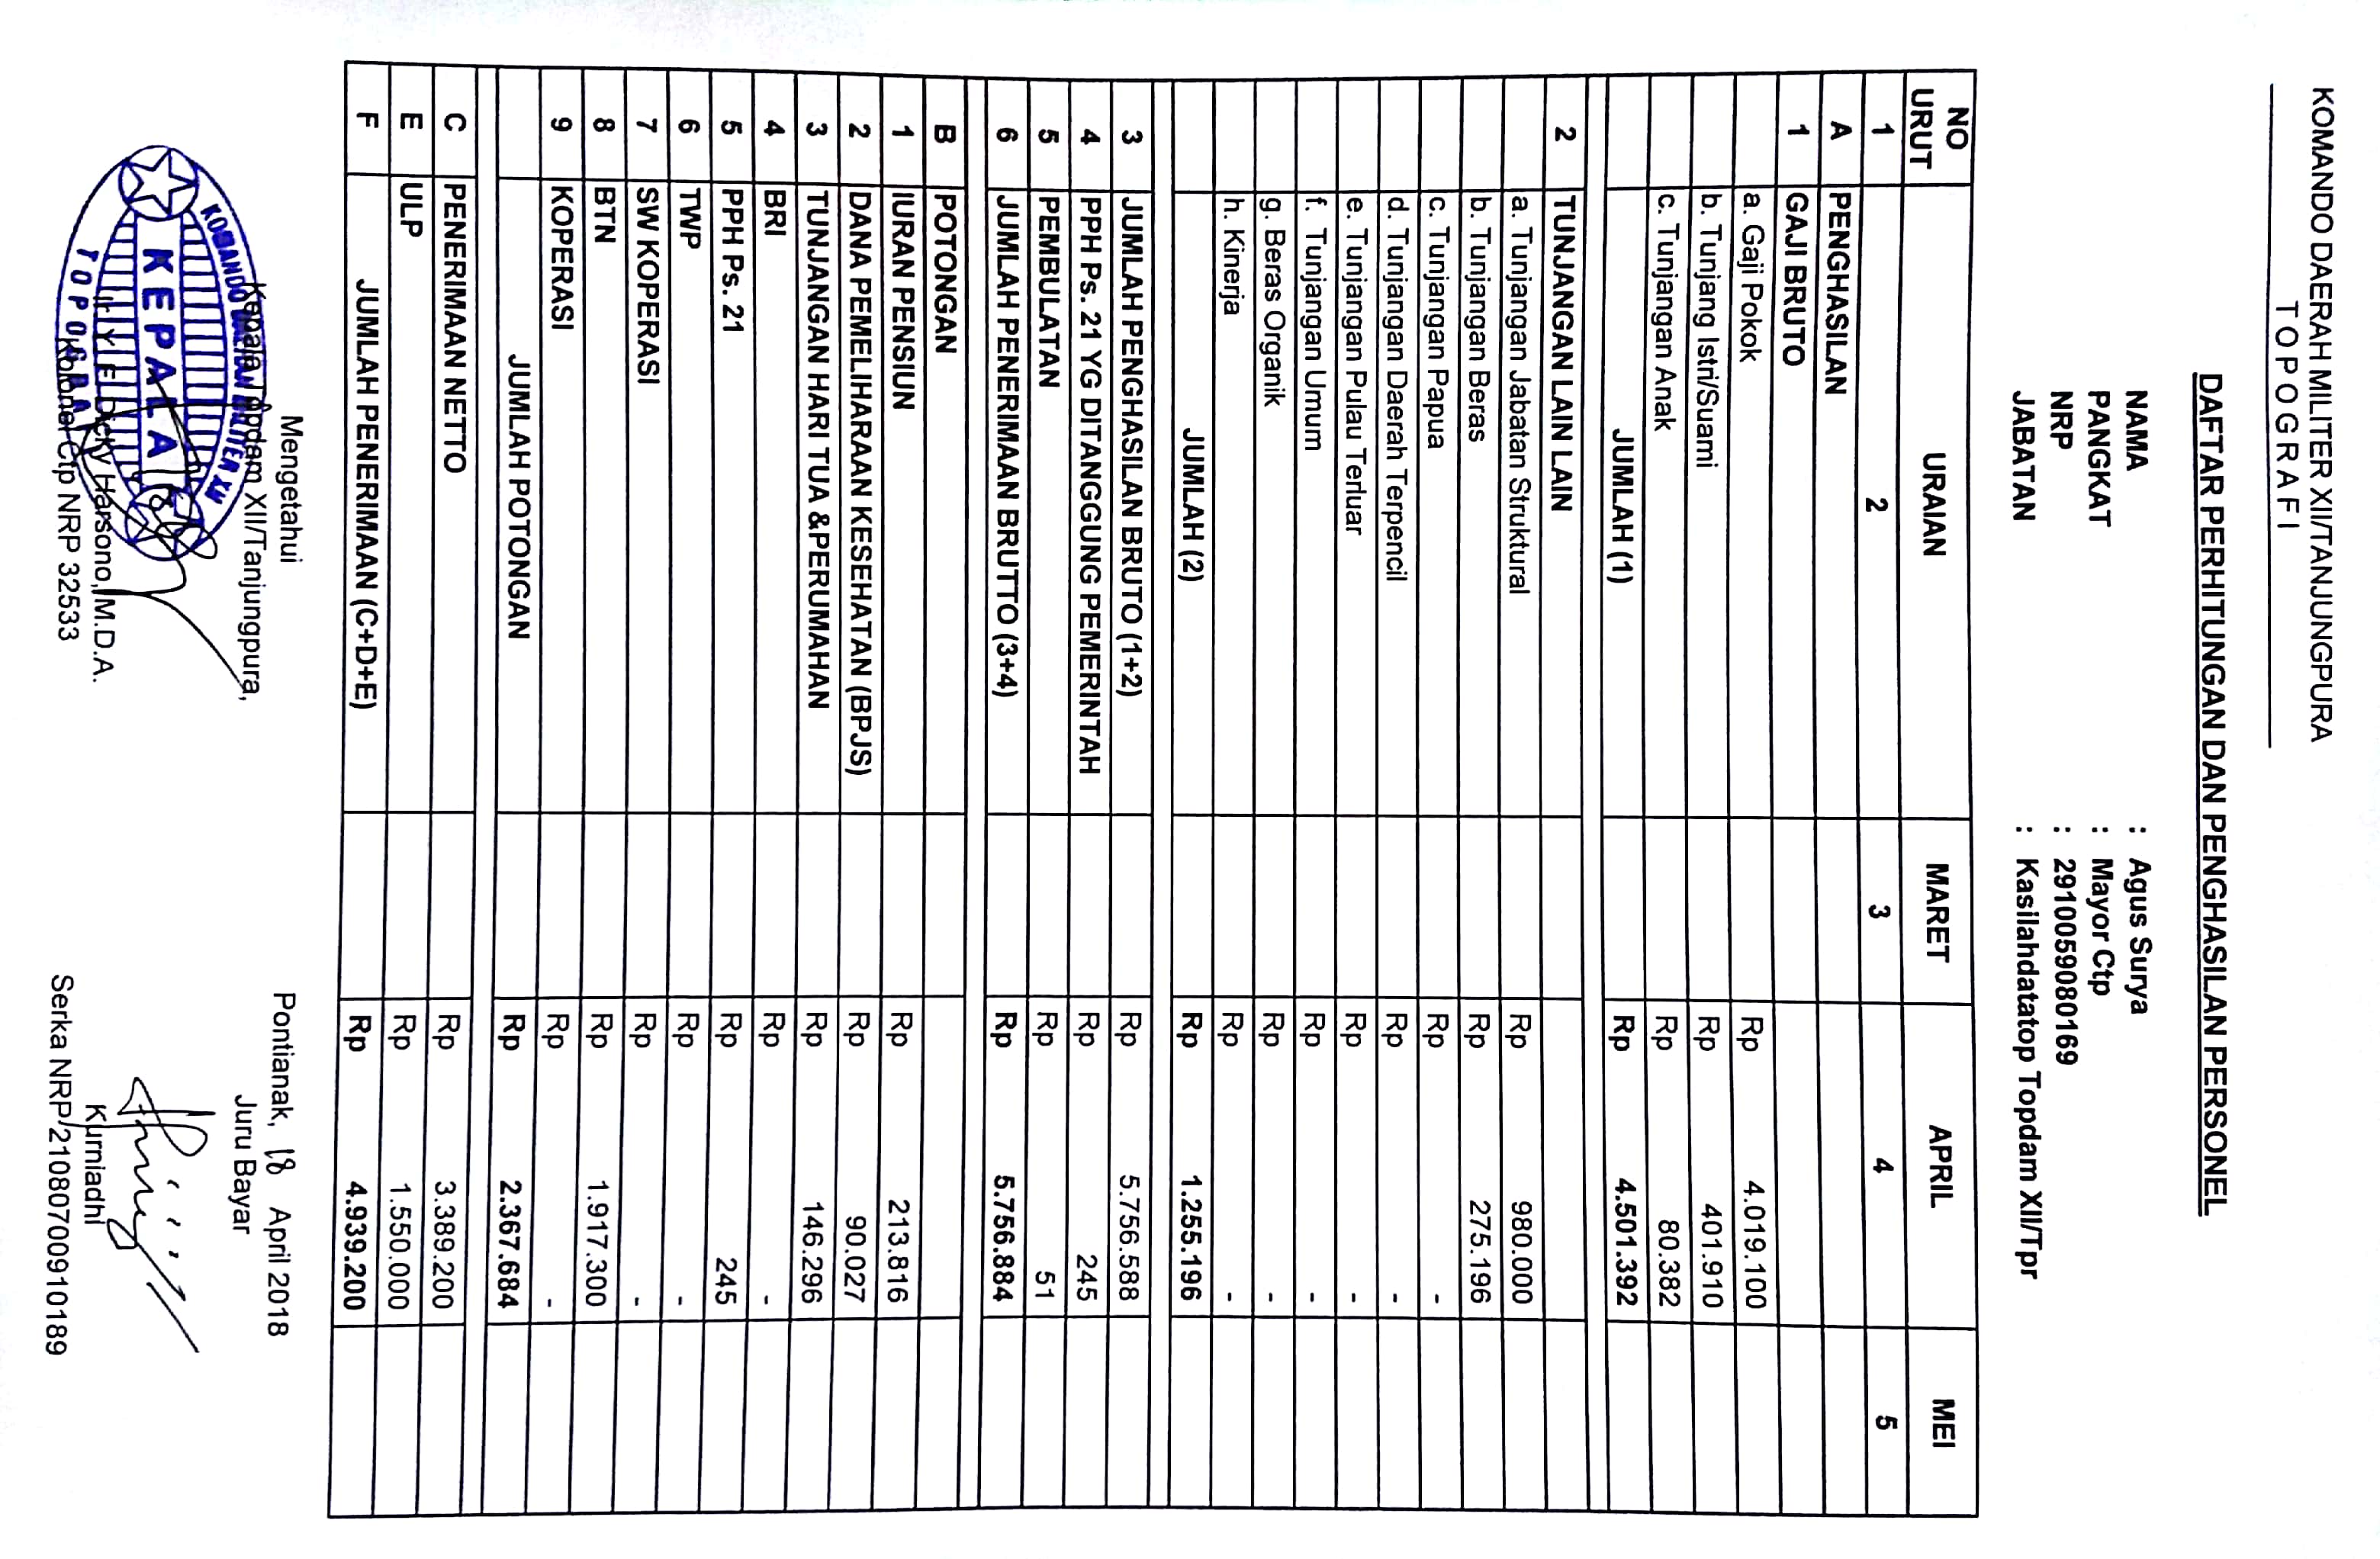 KOMANDO DAERAH MILITER XII/TANJUNGPURA
TOPOGRAFI
DAFTAR PERHITUNGAN DAN PENGHASILAN PERSONEL
NAMA : Agus Surya
PANGKAT : Mayor Ctp
NRP : 2910059080169
JABATAN : Kasilahdatatop Topdam XII/Tpr
NO URUT URAIAN MARET APRIL MEI
1 2 3 4 5
A PENGHASILAN
1 GAJI BRUTO
a. Gaji Pokok Rp 4.019.100
b. Tunjang Istri/Suami Rp 401.910
c. Tunjangan Anak Rp 80.382
JUMLAH (1) Rp 4.501.392
2 TUNJANGAN LAIN LAIN
a. Tunjangan Jabatan Struktural Rp 980.000
b. Tunjangan Beras Rp 275.196
c. Tunjangan Papua Rp -
d. Tunjangan Daerah Terpencil Rp -
e. Tunjangan Pulau Terluar Rp -
f. Tunjangan Umum Rp -
g. Beras Organik Rp -
h. Kinerja Rp -
JUMLAH (2) Rp 1.255.196
3 JUMLAH PENGHASILAN BRUTO (1+2) Rp 5.756.588
4 PPH Ps. 21 YG DITANGGUNG PEMERINTAH Rp 245
5 PEMBULATAN Rp 51
6 JUMLAH PENERIMAAN BRUTTO (3+4) Rp 5.756.884
B POTONGAN
1 IURAN PENSIUN Rp 213.816
2 DANA PEMELIHARAAN KESEHATAN (BPJS) Rp 90.027
3 TUNJANGAN HARI TUA &PERUMAHAN Rp 146.296
4 BRI Rp -
5 PPH Ps. 21 Rp 245
6 TWP Rp -
7 SW KOPERASI Rp -
8 BTN Rp 1.917.300
9 KOPERASI Rp -
JUMLAH POTONGAN Rp 2.367.684
C PENERIMAAN NETTO Rp 3.389.200
E ULP Rp 1.550.000
F JUMLAH PENERIMAAN (C+D+E) Rp 4.939.200
Mengetahui
Kepala Topdam XII/Tanjungpura,
KEPALA
TOPOGRAFI
Dicky Harsono, M.D.A.
Kolonel Ctp NRP 32533
Pontianak, 18 April 2018
Juru Bayar
Kurniadhi
Serka NRP 21080700910189